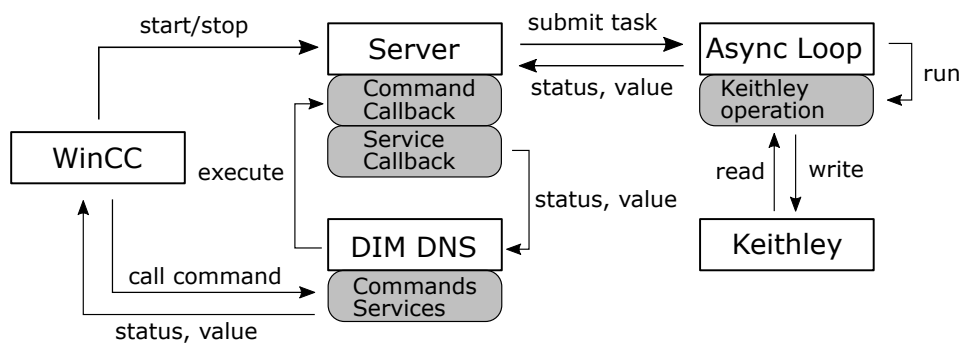 start/stop
Server
submit task
Async Loop
status, value
run
Command
Callback
Keithley
operation
Service
Callback
WinCC
execute
read
write
status, value
DIM DNS
Keithley
call command
Commands
Services
status, value